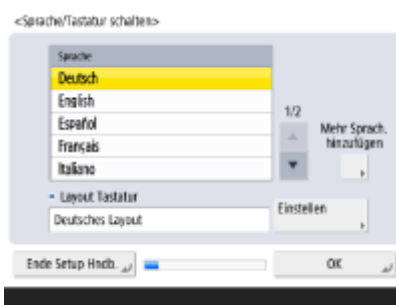 <Sprache/Tastatur schalten>
Sprache
Deutsch
English
Español
Français
Italiano
1/2
Mehr Sprach.
hinzufügen
Layout Tastatur
Deutsches Layout
Einstellen
Ende Setup Hndb.
OK